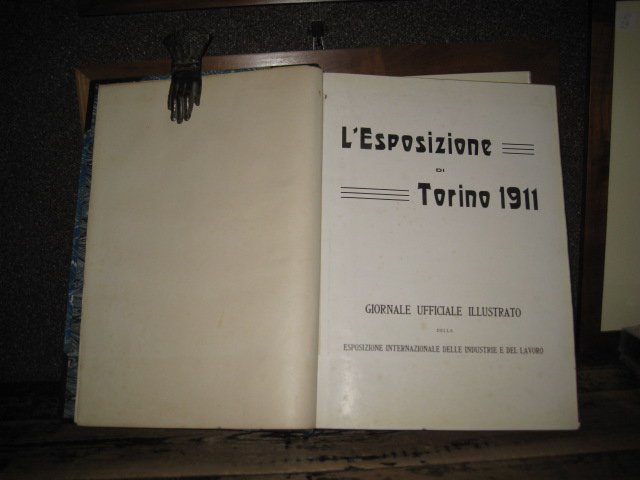 L'Esposizione
DI
Torino 1911
GIORNALE UFFICIALE ILLUSTRATO
DELLA
ESPOSIZIONE INTERNAZIONALE DELLE INDUSTRIE E DEL LAVORO